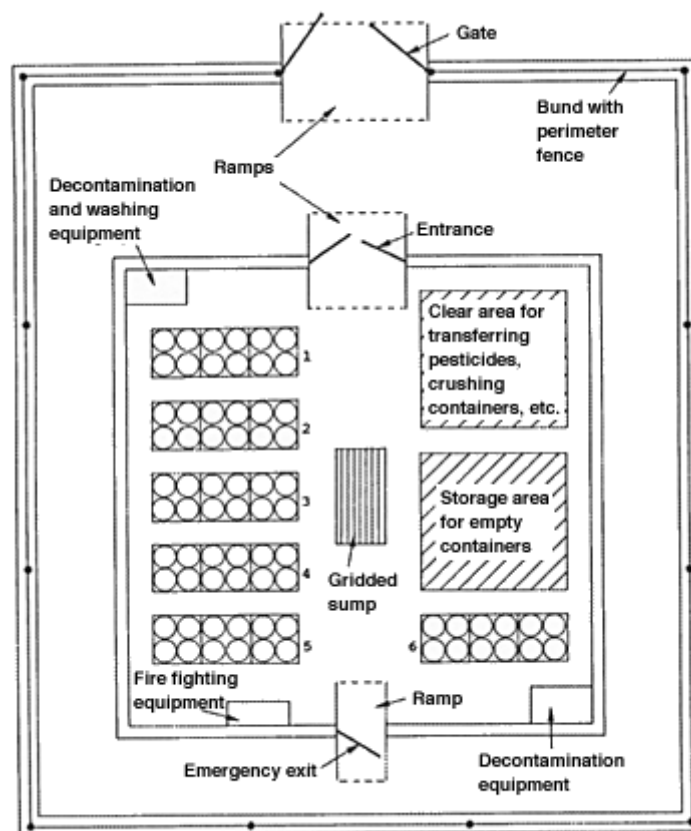 Gate
Bund with
perimeter
fence
Ramps
Decontamination
and washing
equipment
Entrance
Clear area for
transferring
pesticides,
crushing
containers, etc.
1
2
3
Storage area
for empty
containers
4
Gridded
sump
5
6
Fire fighting
equipment
Ramp
Emergency exit
Decontamination
equipment